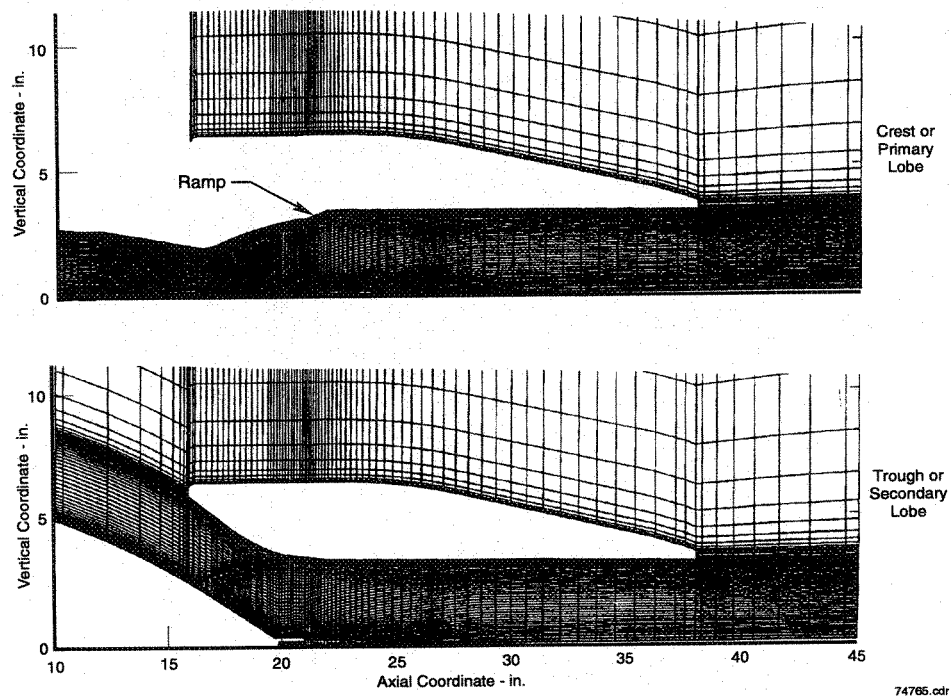 10
5
0
Vertical Coordinate - in.
Ramp
Crest or
Primary
Lobe
10
5
0
Vertical Coordinate - in.
Trough or
Secondary
Lobe
10 15 20 25 30 35 40 45
Axial Coordinate - in.
74765.cdr